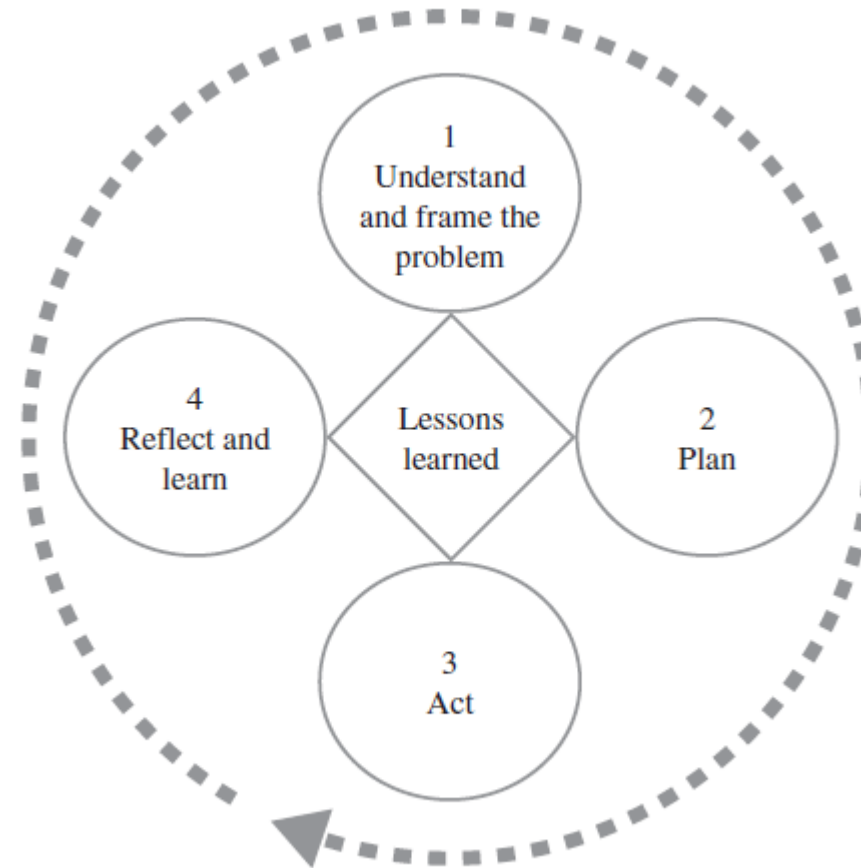 1
Understand
and frame the
problem
2
Plan
3
Act
4
Reflect and
learn
Lessons
learned